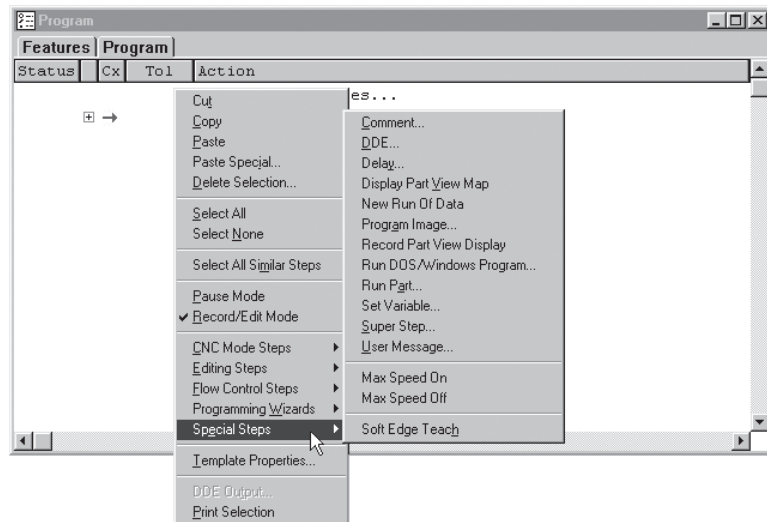 Program
Features Program
Status Cx Tol Action
es...
Cut
Copy
Paste
Paste Special...
Delete Selection...
Select All
Select None
Select All Similar Steps
Pause Mode
Record/Edit Mode
CNC Mode Steps
Editing Steps
Flow Control Steps
Programming Wizards
Special Steps
Template Properties...
DDE Output...
Print Selection
Comment...
DDE...
Delay...
Display Part View Map
New Run Of Data
Program Image...
Record Part View Display
Run DOS/Windows Program...
Run Part...
Set Variable...
Super Step...
User Message...
Max Speed On
Max Speed Off
Soft Edge Teach